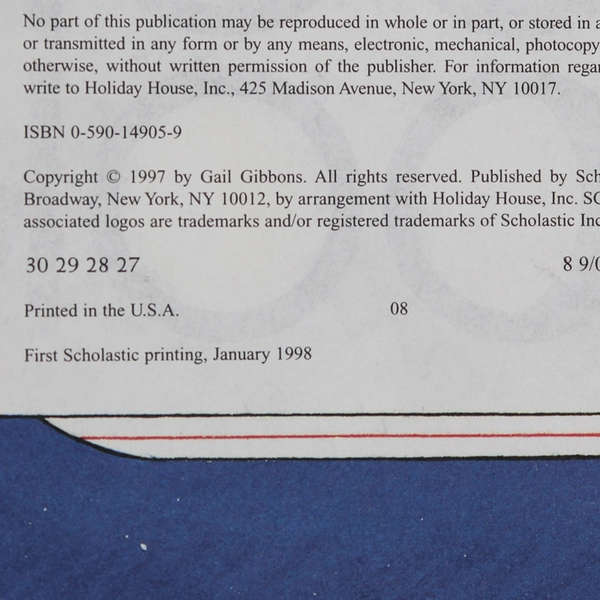 No part of this publication may be reproduced in whole or in part, or stored in a
or transmitted in any form or by any means, electronic, mechanical, photocopy
otherwise, without written permission of the publisher. For information regar
write to Holiday House, Inc., 425 Madison Avenue, New York, NY 10017.
ISBN 0-590-14905-9
Copyright © 1997 by Gail Gibbons. All rights reserved. Published by Sch
Broadway, New York, NY 10012, by arrangement with Holiday House, Inc. SC
associated logos are trademarks and/or registered trademarks of Scholastic Inc
30 29 28 27 8 9/0
Printed in the U.S.A. 08
First Scholastic printing, January 1998